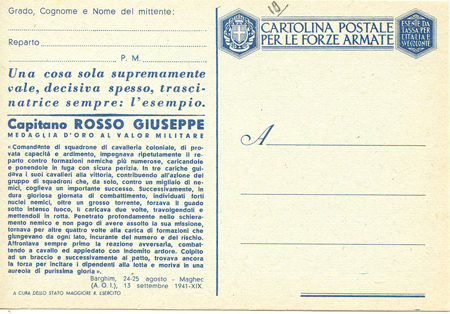 Grado, Cognome e Nome del mittente:
Reparto
P. M.
Una cosa sola supremamente
vale, decisiva spesso, trasci-
natrice sempre: l'esempio.
Capitano ROSSO GIUSEPPE
MEDAGLIA D'ORO AL VALOR MILITARE
« Comandante di squadrone di cavalleria coloniale, di pro-
vata capacità e ardimento, impegnava ripetutamente il re-
parto contro formazioni nemiche più numerose, caricandole
e ponendole in fuga con sicura perizia. In tre cariche gui-
dava i suoi cavalleri alla vittoria, contribuendo all'azione del
gruppo di squadroni che, da solo, contro un migliaio di ne-
mici, coglieva un importante successo. Successivamente, in
dura gloriosa giornata di combattimento, individuati forti
nuclei nemici, oltre un grosso torrente, forzava il guado
sotto intenso fuoco, li caricava due volte, travolgendoli e
mettendoli in rotta. Penetrato profondamente nello schiera-
mento nemico e non pago di avere assolto la sua missione,
tornava per altre quattro volte alla carica di formazioni che
giungevano da ogni lato, incurante del numero e del rischio.
Affrontava sempre primo la reazione avversaria, combat-
tendo a cavallo ed appiedato con indomito ardore. Colpito
ad un braccio e successivamente al petto, trovava ancora
la forza per incitare i dipendenti alla lotta e moriva in una
aureola di purissima gloria ».
Barghim, 24-25 agosto - Maghec
(A. O. I.), 13 settembre 1941-XIX.
A CURA DELLO STATO MAGGIORE R. ESERCITO
19
CARTOLINA POSTALE
PER LE FORZE ARMATE
ESENTE DA
TASSA PER
L'ITALIA E
LE COLONIE
A